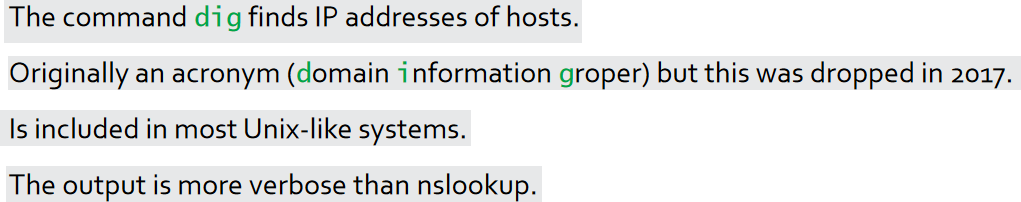 The command dig finds IP addresses of hosts.
Originally an acronym (domain information groper) but this was dropped in 2017.
Is included in most Unix-like systems.
The output is more verbose than nslookup.